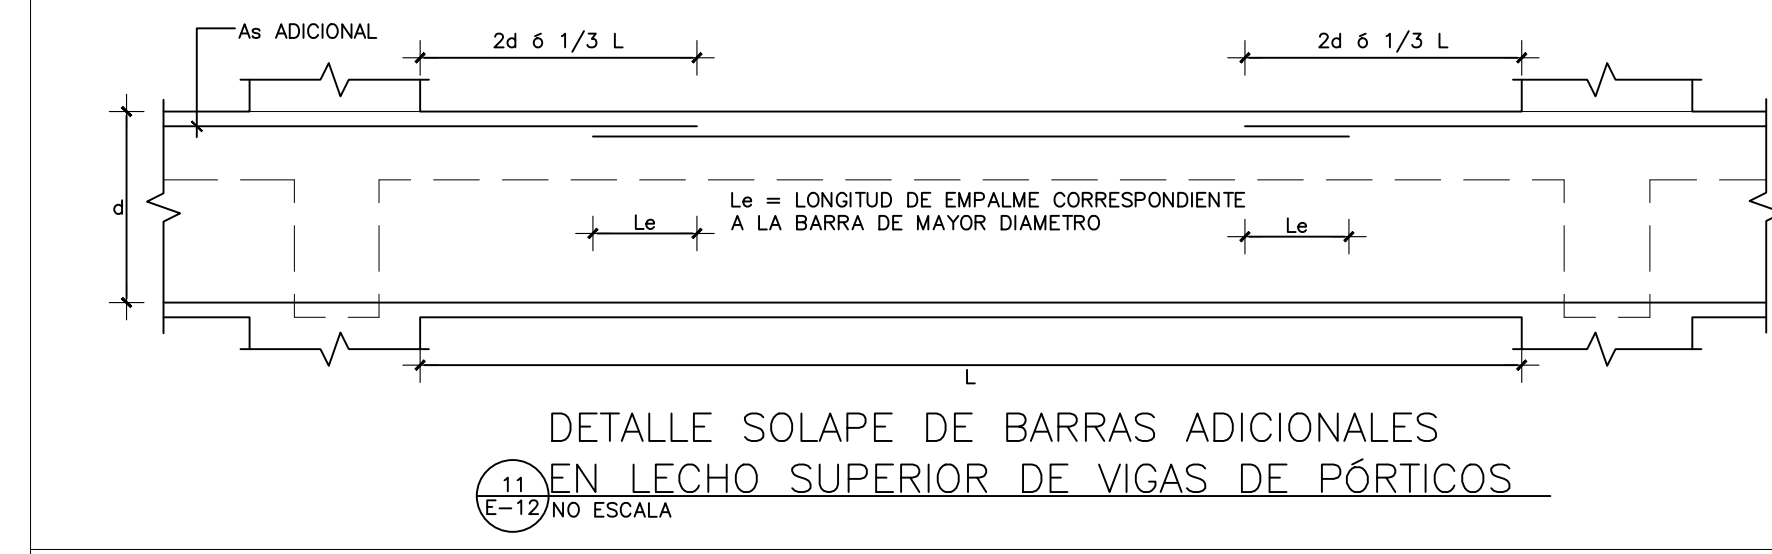 As ADICIONAL
2d ó 1/3 L
2d ó 1/3 L
d
Le = LONGITUD DE EMPALME CORRESPONDIENTE
A LA BARRA DE MAYOR DIAMETRO
Le
Le
L
DETALLE SOLAPE DE BARRAS ADICIONALES
EN LECHO SUPERIOR DE VIGAS DE PÓRTICOS
11
E-12
NO ESCALA